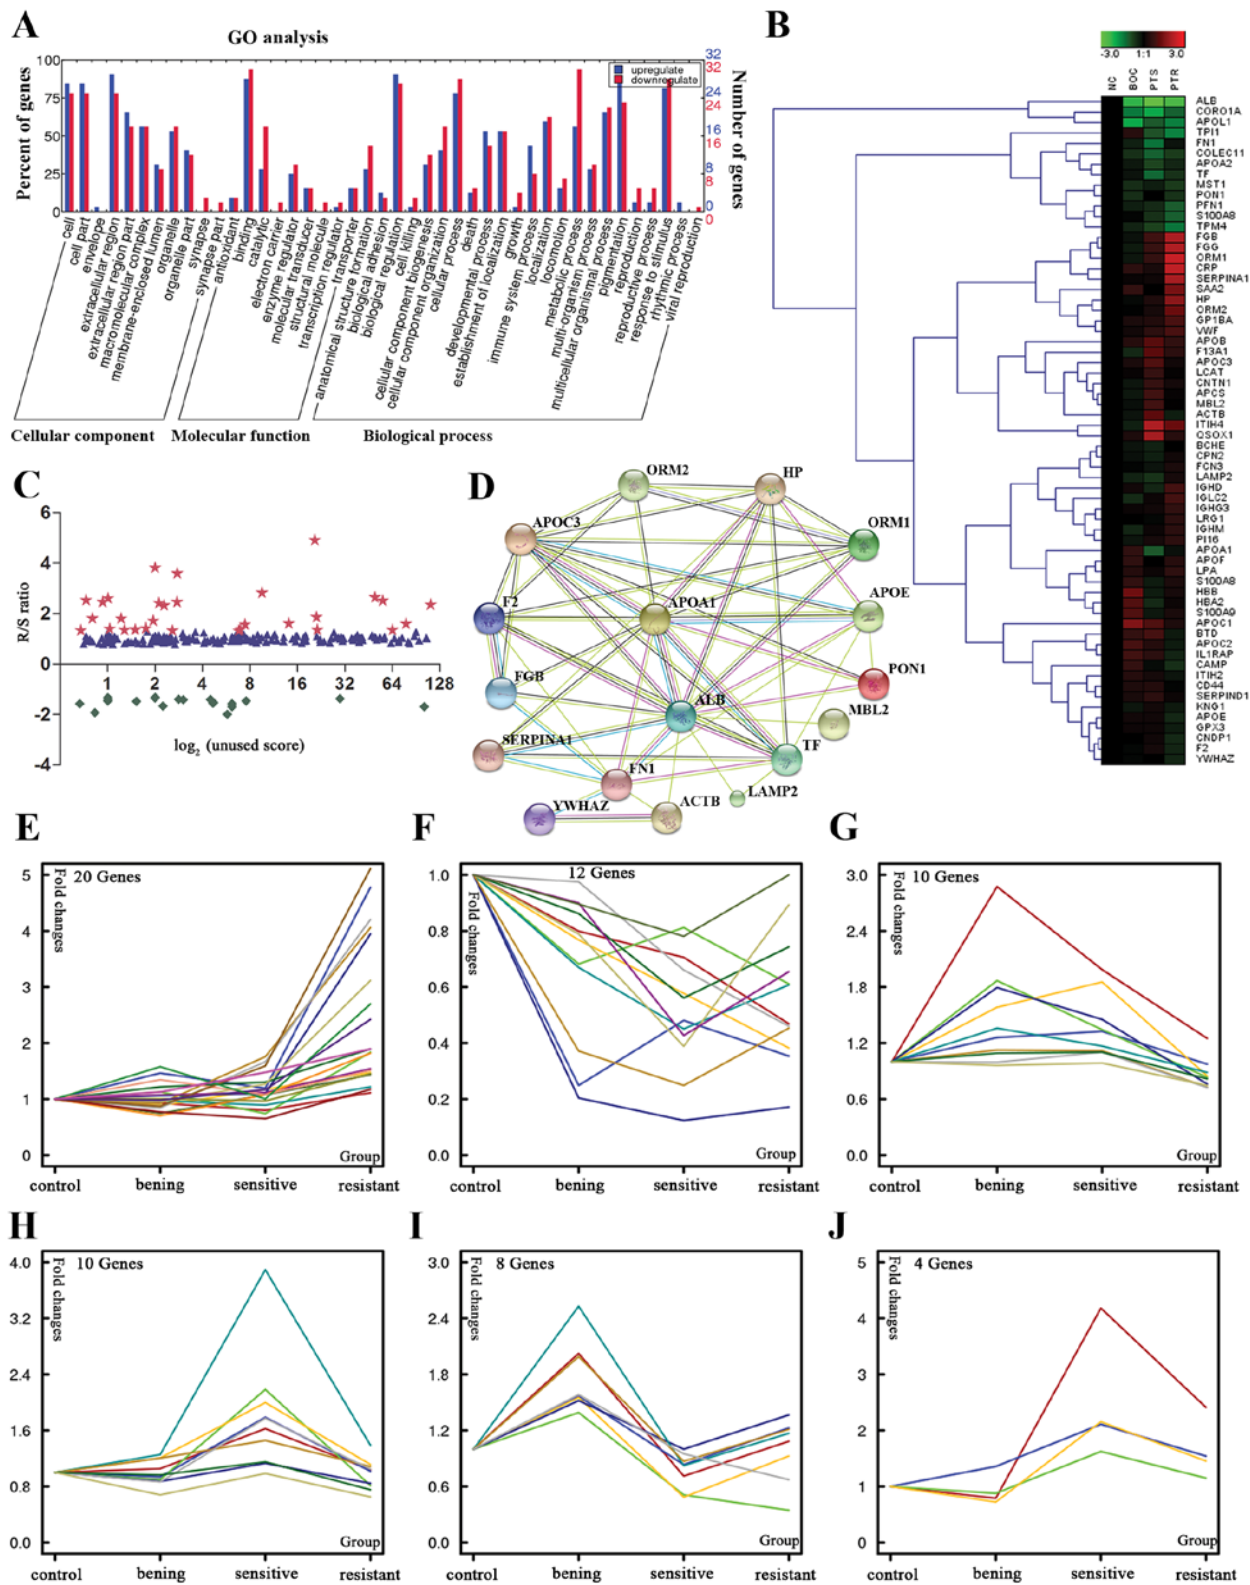 A
GO analysis
Percent of genes
100
75
50
25
0
upregulate
downregulate
32
32
24
24
16
16
8
8
0
0
Number of genes
cell
cell part
envelope
extracellular region
extracellular region part
macromolecular complex
membrane-enclosed lumen
organelle
organelle part
synapse
synapse part
antioxidant
binding
catalytic
electron carrier
enzyme regulator
molecular transducer
structural molecule
transcription regulator
transporter
anatomical structure formation
biological adhesion
biological regulation
cell killing
cellular component biogenesis
cellular component organization
cellular process
death
developmental process
establishment of localization
growth
immune system process
localization
locomotion
metabolic process
multi-organism process
multicellular organismal process
pigmentation
reproduction
reproductive process
response to stimulus
rhythmic process
viral reproduction
Cellular component
Molecular function
Biological process
B
-3.0 1:1 3.0
NC
BOC
PTS
PTR
ALB
CORO1A
APOL1
TPI1
FN1
COLEC11
APOA2
TF
MST1
PON1
PFN1
S100A8
TPM4
FGB
FGG
ORM1
CRP
SERPINA1
SAA2
HP
ORM2
GP1BA
VWF
APOB
F13A1
APOC3
LCAT
CNTN1
APCS
MBL2
ACTB
ITIH4
QSOX1
BCHE
CPN2
FCN3
LAMP2
IGHD
IGLC2
IGHG3
LRG1
IGHM
PI16
APOA1
APOF
LPA
S100A8
HBB
HBA2
S100A9
APOC1
BTD
APOC2
IL1RAP
CAMP
ITIH2
CD44
SERPIND1
KNG1
APOE
GPX3
CNDP1
F2
YWHAZ
C
R/S ratio
6
4
2
0
-2
-4
1 2 4 8 16 32 64 128
log2 (unused score)
D
ORM2
HP
APOC3
ORM1
F2
APOA1
APOE
FGB
PON1
ALB
MBL2
SERPINA1
TF
FN1
LAMP2
YWHAZ
ACTB
E
20 Genes
Fold changes
5
4
3
2
1
0
Group
control bening sensitive resistant
F
12 Genes
Fold changes
1.0
0.8
0.6
0.4
0.2
0.0
Group
control bening sensitive resistant
G
10 Genes
Fold changes
3.0
2.4
1.8
1.2
0.6
0.0
Group
control bening sensitive resistant
H
10 Genes
Fold changes
4.0
3.2
2.4
1.6
0.8
0.0
Group
control bening sensitive resistant
I
8 Genes
Fold changes
3.0
2.4
1.8
1.2
0.6
0.0
Group
control bening sensitive resistant
J
4 Genes
Fold changes
5
4
3
2
1
0
Group
control bening sensitive resistant